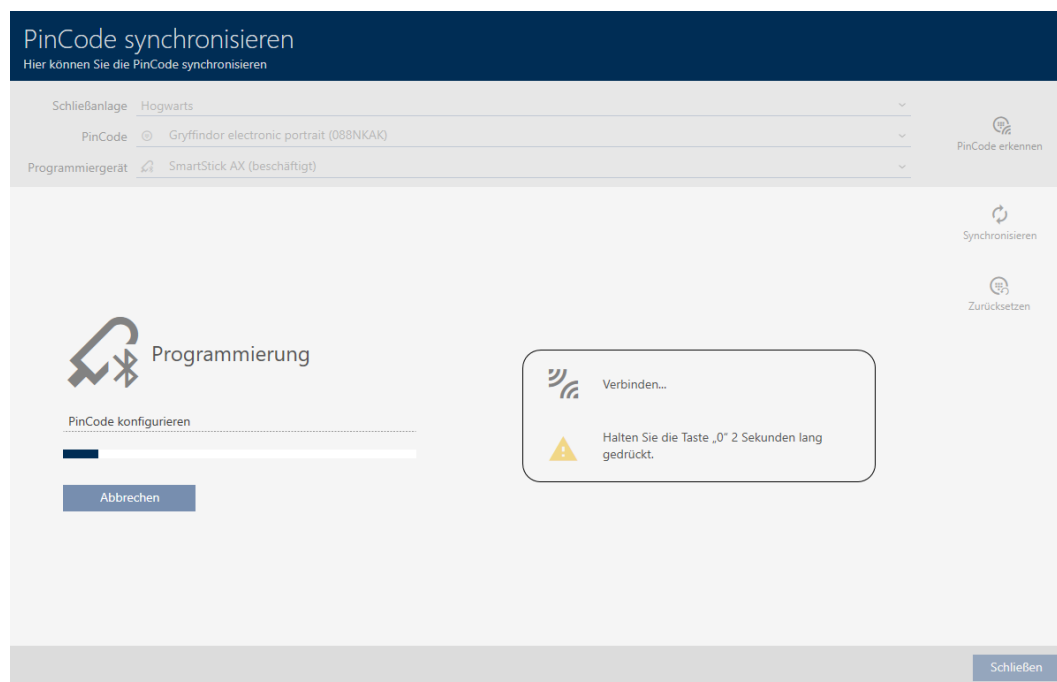 PinCode synchronisieren
Hier können Sie die PinCode synchronisieren
Schließanlage Hogwarts
PinCode Gryffindor electronic portrait (088NKAK)
Programmiergerät SmartStick AX (beschäftigt)
PinCode erkennen
Synchronisieren
Zurücksetzen
Programmierung
PinCode konfigurieren
Abbrechen
Verbinden...
Halten Sie die Taste „0" 2 Sekunden lang
gedrückt.
Schließen